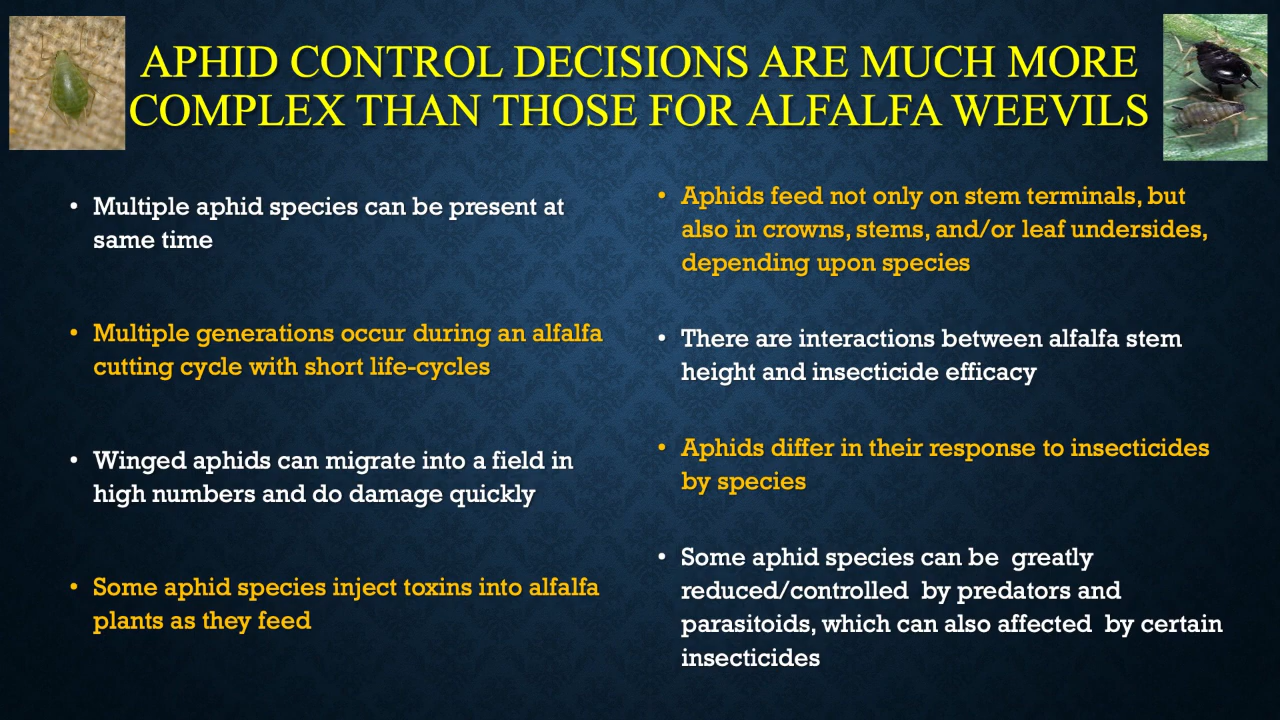 APHID CONTROL DECISIONS ARE MUCH MORE
COMPLEX THAN THOSE FOR ALFALFA WEEVILS
• Multiple aphid species can be present at
same time
• Multiple generations occur during an alfalfa
cutting cycle with short life-cycles
• Winged aphids can migrate into a field in
high numbers and do damage quickly
• Some aphid species inject toxins into alfalfa
plants as they feed
• Aphids feed not only on stem terminals, but
also in crowns, stems, and/or leaf undersides,
depending upon species
• There are interactions between alfalfa stem
height and insecticide efficacy
• Aphids differ in their response to insecticides
by species
• Some aphid species can be  greatly
reduced/controlled  by predators and
parasitoids, which can also affected  by certain
insecticides